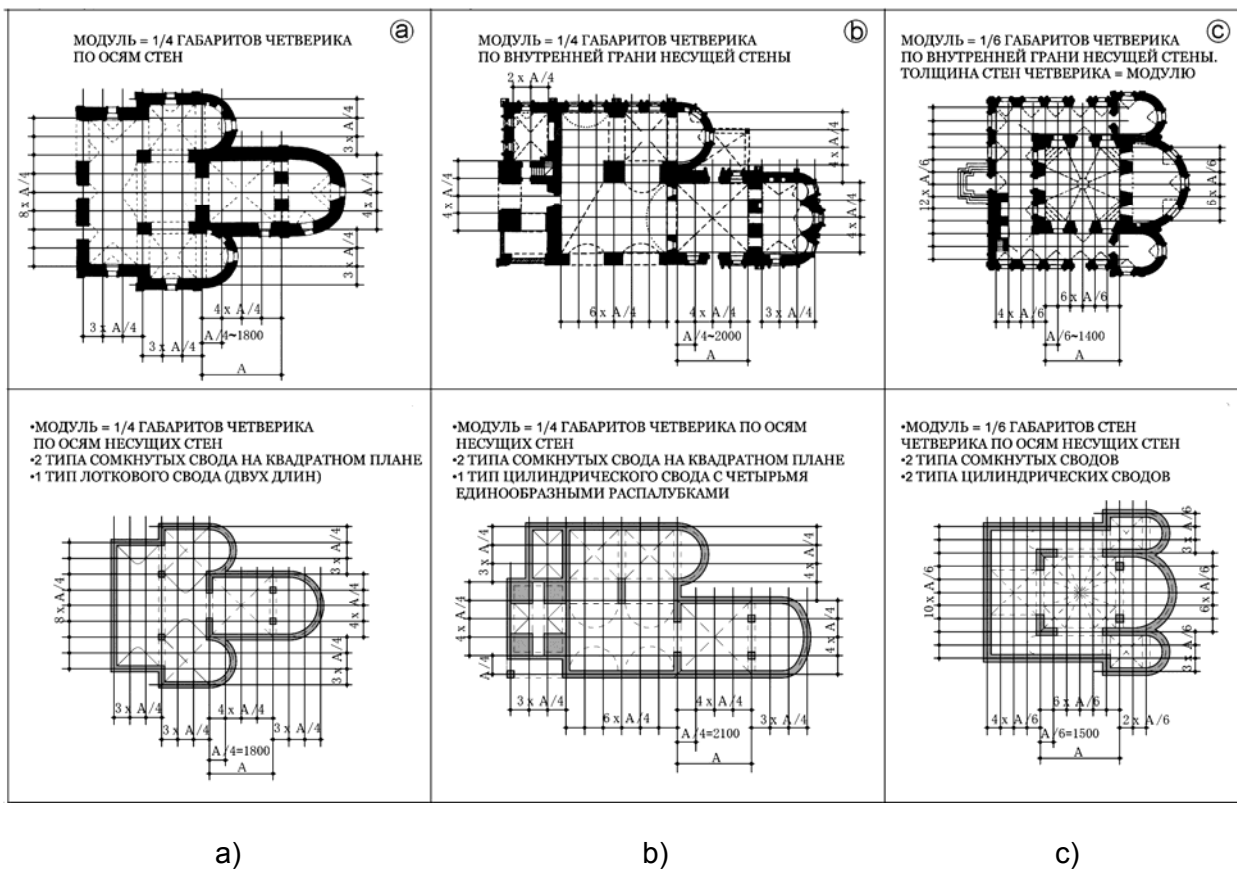 ⓐ
МОДУЛЬ = 1/4 ГАБАРИТОВ ЧЕТВЕРИКА
ПО ОСЯМ СТЕН
8 x A/4
3 x A/4
4 x A/4
3 x A/4
4 x A/4
3 x A/4
A/4~1800
3 x A/4
A
ⓑ
МОДУЛЬ = 1/4 ГАБАРИТОВ ЧЕТВЕРИКА
ПО ВНУТРЕННЕЙ ГРАНИ НЕСУЩЕЙ СТЕНЫ
2 x A/4
4 x A/4
4 x A/4
4 x A/4
6 x A/4
4 x A/4
3 x A/4
A/4~2000
A
ⓒ
МОДУЛЬ = 1/6 ГАБАРИТОВ ЧЕТВЕРИКА
ПО ВНУТРЕННЕЙ ГРАНИ НЕСУЩЕЙ СТЕНЫ.
ТОЛЩИНА СТЕН ЧЕТВЕРИКА = МОДУЛЮ
12 x A/6
6 x A/6
6 x A/6
4 x A/6
A/6~1400
A
•МОДУЛЬ = 1/4 ГАБАРИТОВ ЧЕТВЕРИКА
ПО ОСЯМ НЕСУЩИХ СТЕН
•2 ТИПА СОМКНУТЫХ СВОДА НА КВАДРАТНОМ ПЛАНЕ
•1 ТИП ЛОТКОВОГО СВОДА (ДВУХ ДЛИН)
8 x A/4
3 x A/4
4 x A/4
3 x A/4
3 x A/4
4 x A/4
3 x A/4
3 x A/4
A/4=1800
A
•МОДУЛЬ = 1/4 ГАБАРИТОВ ЧЕТВЕРИКА ПО ОСЯМ
НЕСУЩИХ СТЕН
•2 ТИПА СОМКНУТЫХ СВОДА НА КВАДРАТНОМ ПЛАНЕ
•1 ТИП ЦИЛИНДРИЧЕСКОГО СВОДА С ЧЕТЫРЬМЯ
ЕДИНООБРАЗНЫМИ РАСПАЛУБКАМИ
3 x A/4
4 x A/4
4 x A/4
A/4
4 x A/4
3 x A/4
6 x A/4
4 x A/4
3 x A/4
A/4=2100
A
•МОДУЛЬ = 1/6 ГАБАРИТОВ СТЕН
ЧЕТВЕРИКА ПО ОСЯМ НЕСУЩИХ СТЕН
•2 ТИПА СОМКНУТЫХ СВОДОВ
•2 ТИПА ЦИЛИНДРИЧЕСКИХ СВОДОВ
10x A/6
3 x A/6
6 x A/6
3 x A/6
6 x A/6
4 x A/6
2 x A/6
A/6=1500
A
a)
b)
c)